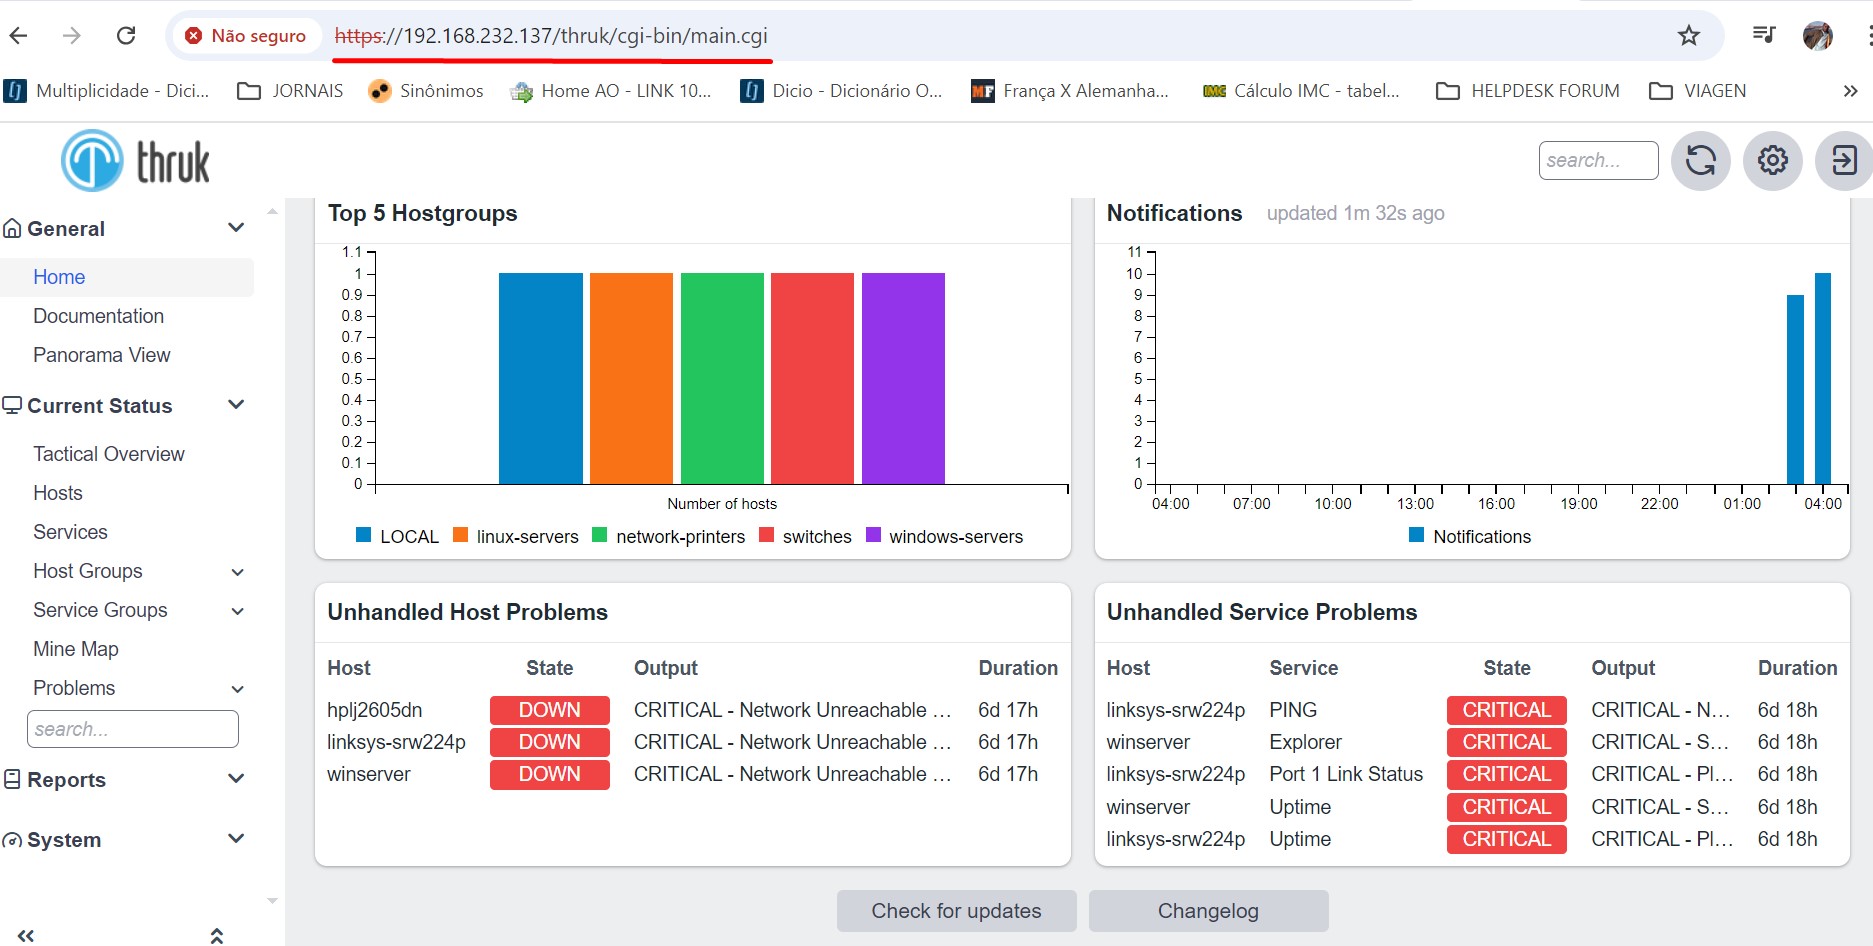 Não seguro https://192.168.232.137/thruk/cgi-bin/main.cgi
Multiplicidade - Dici... JORNAIS Sinônimos Home AO - LINK 10... Dicio - Dicionário O... MF França X Alemanha... IMC Cálculo IMC - tabel... HELPDESK FORUM VIAGEN »
thruk
search...
General
Home
Documentation
Panorama View
Current Status
Tactical Overview
Hosts
Services
Host Groups
Service Groups
Mine Map
Problems
search...
Reports
System
Top 5 Hostgroups
1.1
1
0.9
0.8
0.7
0.6
0.5
0.4
0.3
0.2
0.1
0
Number of hosts
LOCAL linux-servers network-printers switches windows-servers
Notifications updated 1m 32s ago
11
10
9
8
7
6
5
4
3
2
1
0
04:00 07:00 10:00 13:00 16:00 19:00 22:00 01:00 04:00
Notifications
Unhandled Host Problems
Host State Output Duration
hplj2605dn DOWN CRITICAL - Network Unreachable ... 6d 17h
linksys-srw224p DOWN CRITICAL - Network Unreachable ... 6d 17h
winserver DOWN CRITICAL - Network Unreachable ... 6d 17h
Unhandled Service Problems
Host Service State Output Duration
linksys-srw224p PING CRITICAL CRITICAL - N... 6d 18h
winserver Explorer CRITICAL CRITICAL - S... 6d 18h
linksys-srw224p Port 1 Link Status CRITICAL CRITICAL - Pl... 6d 18h
winserver Uptime CRITICAL CRITICAL - S... 6d 18h
linksys-srw224p Uptime CRITICAL CRITICAL - Pl... 6d 18h
Check for updates Changelog